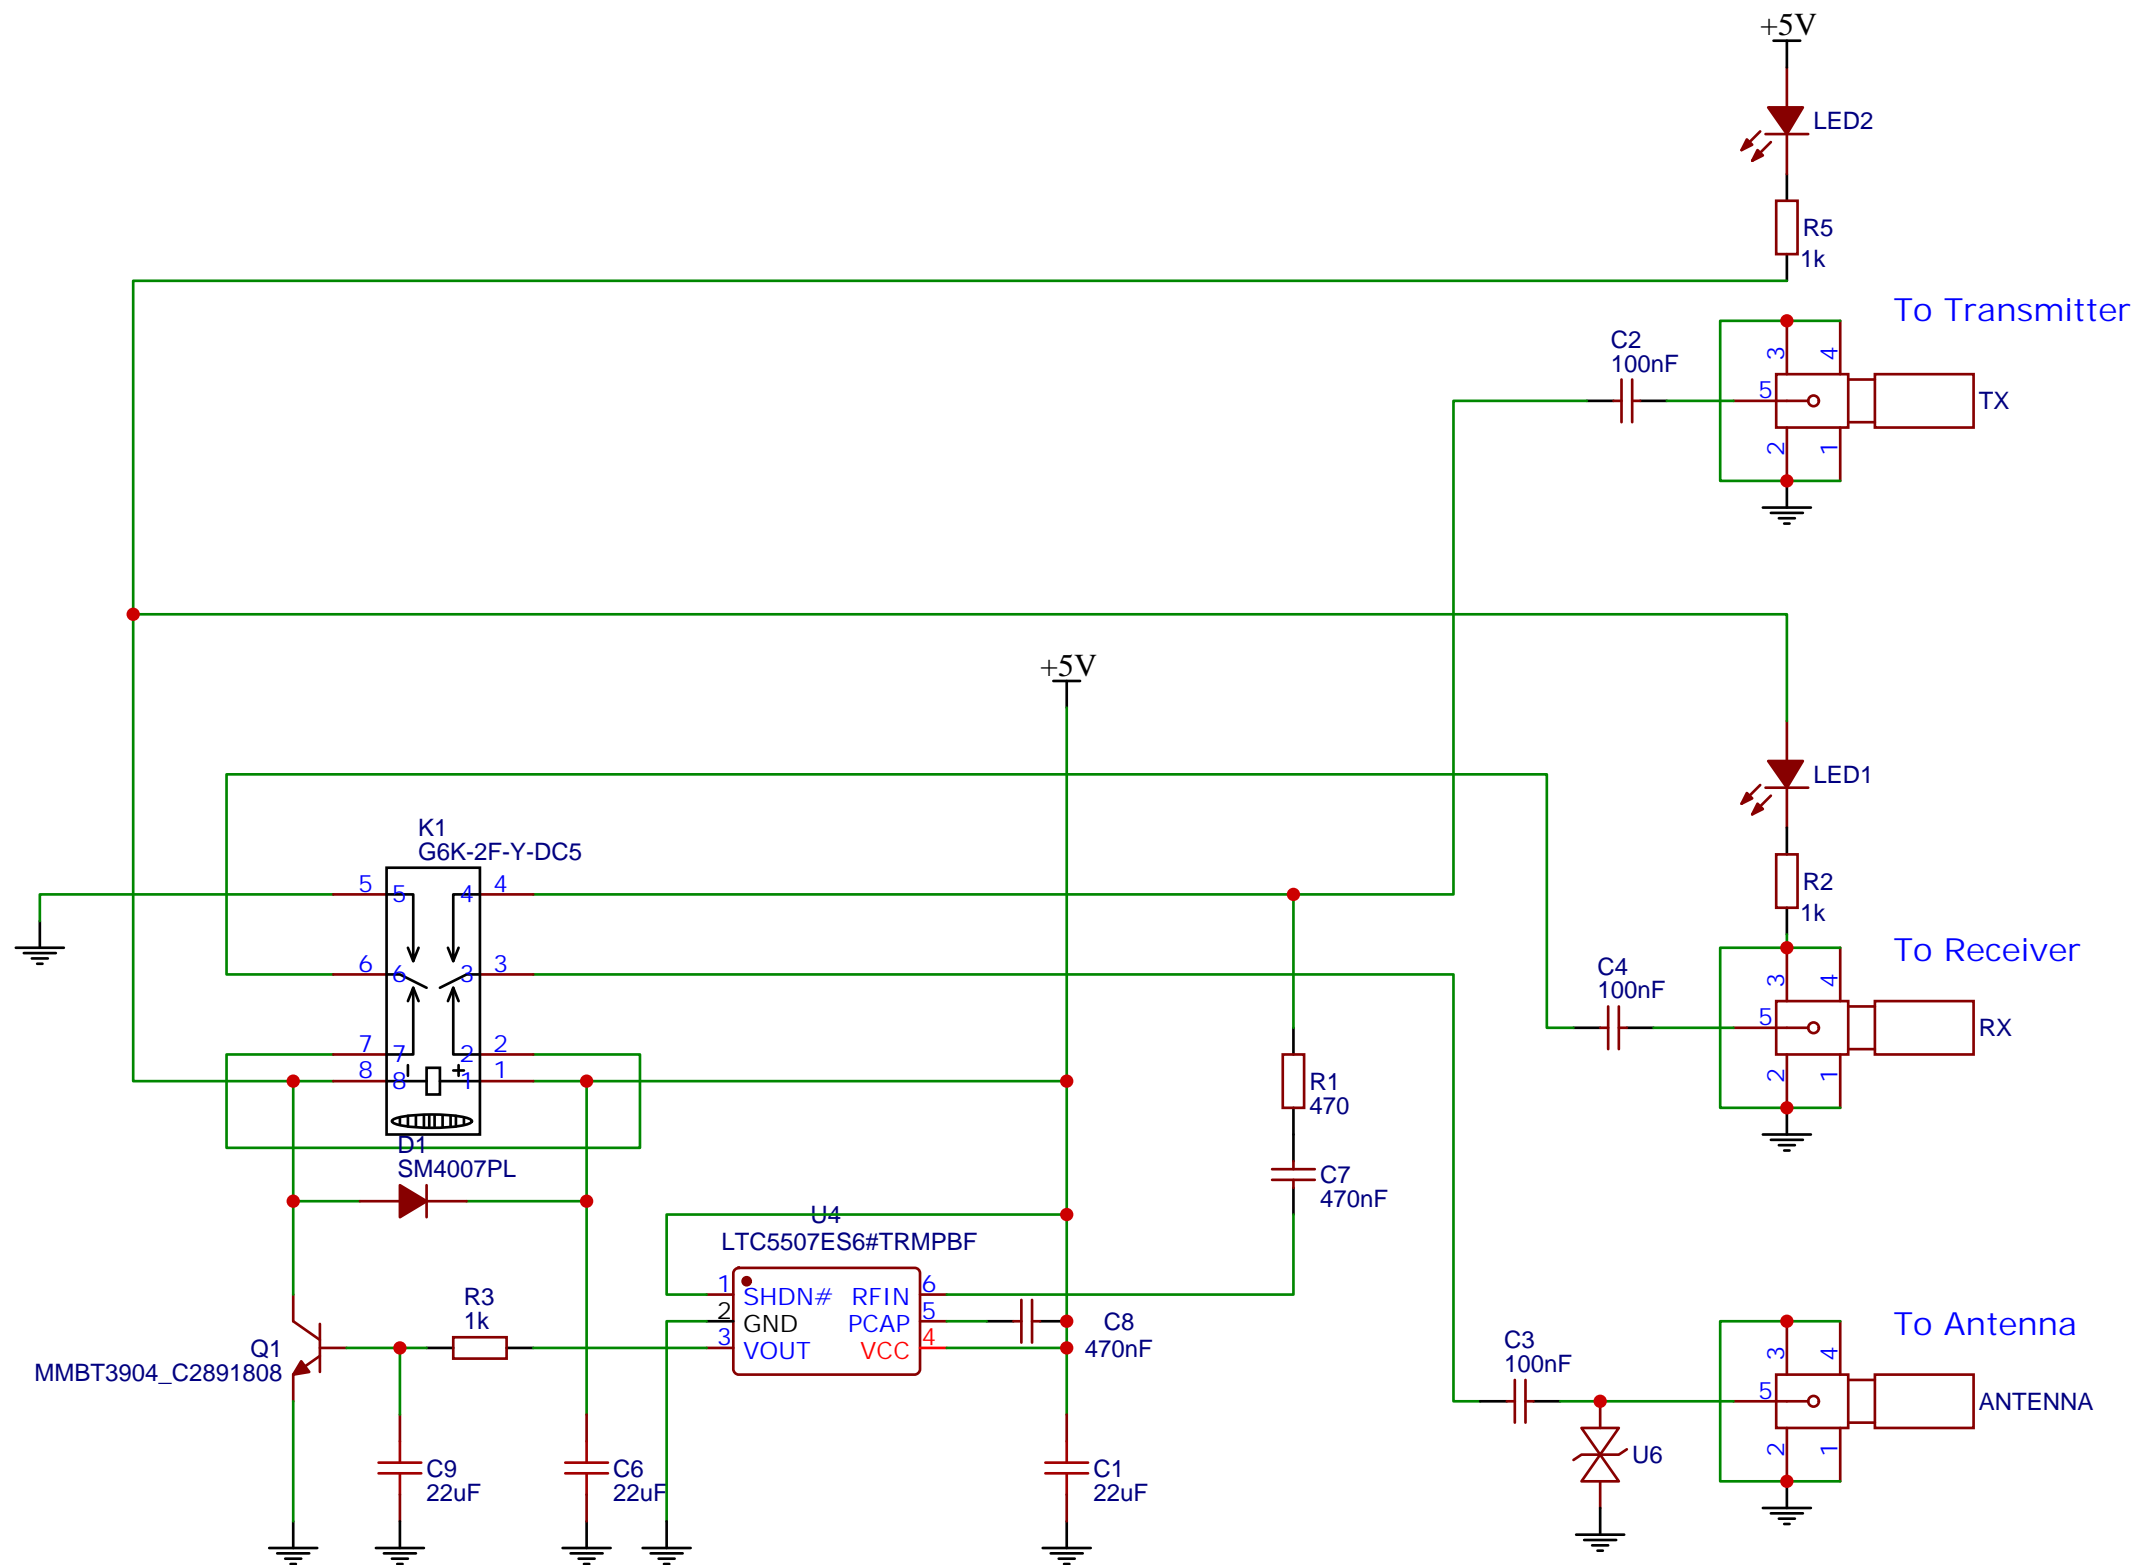 +5V
LED2
R5
1k
To Transmitter
C2
100nF
3
4
5
TX
2
1
+5V
LED1
K1
G6K-2F-Y-DC5
5
5
4
4
6
6
3
3
7
7
2
2
8
8
1
1
- +
R2
1k
To Receiver
C4
100nF
3
4
5
RX
2
1
R1
470
D1
SM4007PL
C7
470nF
U4
LTC5507ES6#TRMPBF
1
SHDN#
RFIN
6
2
GND
PCAP
5
3
VOUT
VCC
4
C8
470nF
R3
1k
Q1
MMBT3904_C2891808
To Antenna
C3
100nF
3
4
5
ANTENNA
2
1
U6
C9
22uF
C6
22uF
C1
22uF